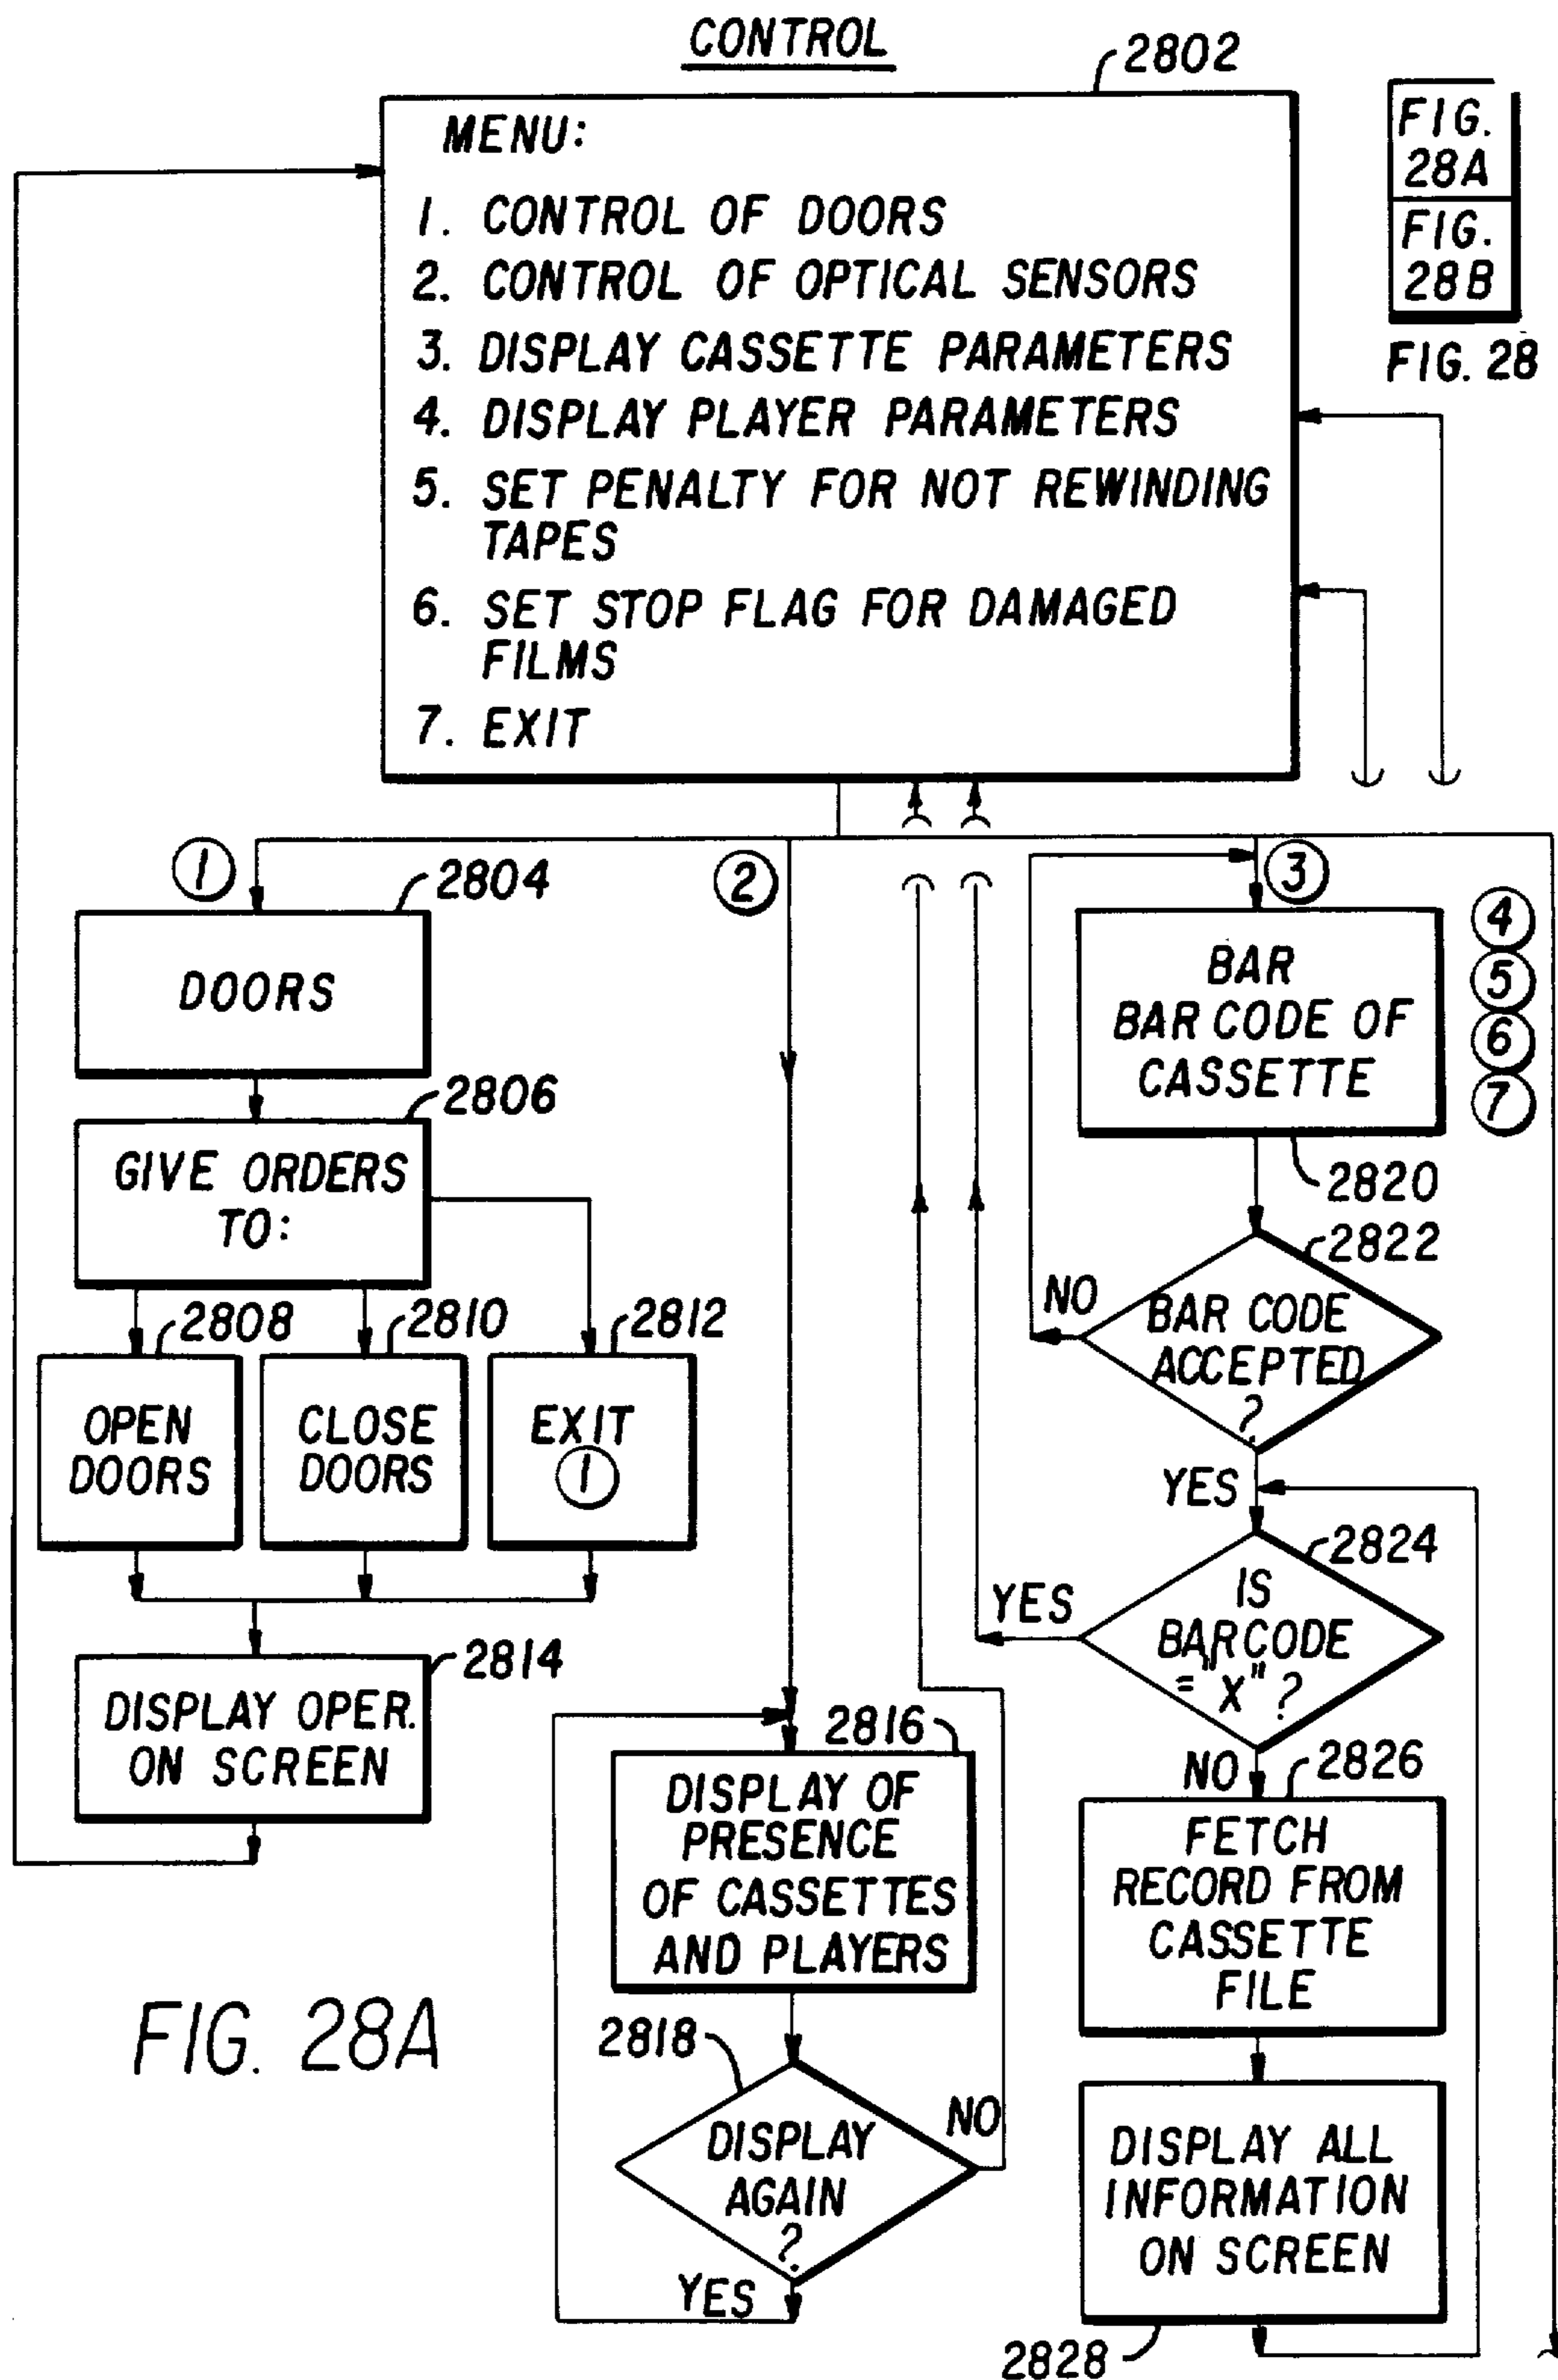 CONTROL
2802
MENU:
1. CONTROL OF DOORS
2. CONTROL OF OPTICAL SENSORS
3. DISPLAY CASSETTE PARAMETERS
4. DISPLAY PLAYER PARAMETERS
5. SET PENALTY FOR NOT REWINDING
TAPES
6. SET STOP FLAG FOR DAMAGED
FILMS
7. EXIT
FIG.
28A
FIG.
28B
FIG. 28
1
2804
DOORS
2806
GIVE ORDERS
TO:
2808
OPEN
DOORS
2810
CLOSE
DOORS
2812
EXIT
1
2814
DISPLAY OPER.
ON SCREEN
2
2816
DISPLAY OF
PRESENCE
OF CASSETTES
AND PLAYERS
2818
DISPLAY
AGAIN
?
NO
YES
3
BAR
BAR CODE OF
CASSETTE
2820
4
5
6
7
2822
BAR CODE
ACCEPTED
?
NO
YES
2824
IS
BARCODE
="X"?
YES
NO
2826
FETCH
RECORD FROM
CASSETTE
FILE
DISPLAY ALL
INFORMATION
ON SCREEN
2828
FIG. 28A